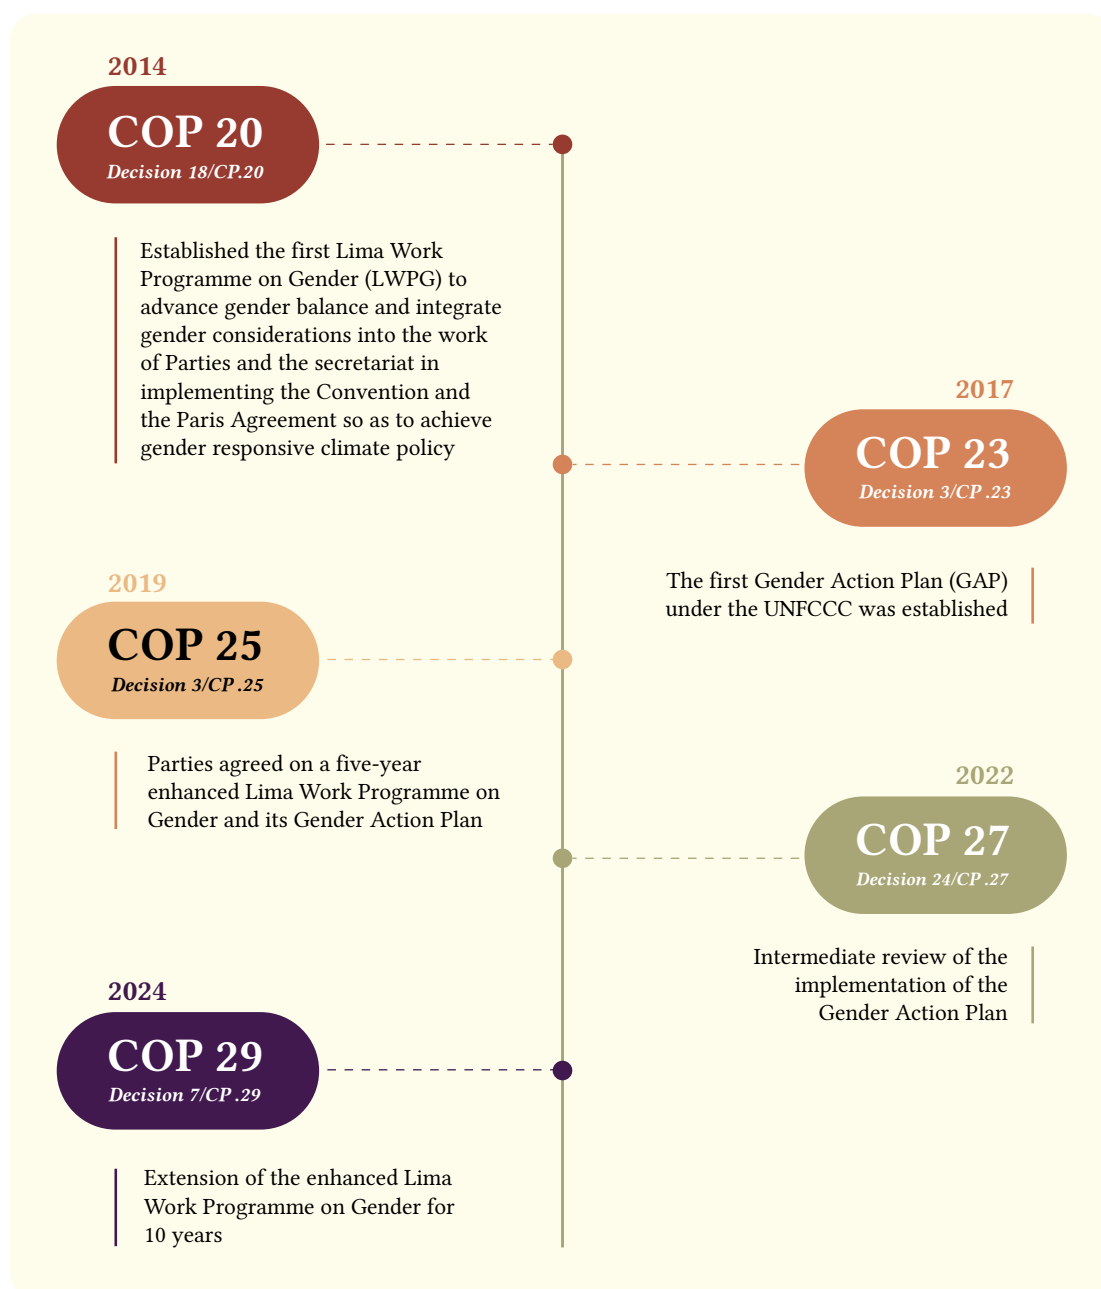 2014
COP 20
Decision 18/CP.20
Established the first Lima Work
Programme on Gender (LWPG) to
advance gender balance and integrate
gender considerations into the work
of Parties and the secretariat in
implementing the Convention and
the Paris Agreement so as to achieve
gender responsive climate policy
2017
COP 23
Decision 3/CP .23
The first Gender Action Plan (GAP)
under the UNFCCC was established
2019
COP 25
Decision 3/CP .25
Parties agreed on a five-year
enhanced Lima Work Programme on
Gender and its Gender Action Plan
2022
COP 27
Decision 24/CP .27
Intermediate review of the
implementation of the
Gender Action Plan
2024
COP 29
Decision 7/CP .29
Extension of the enhanced Lima
Work Programme on Gender for
10 years